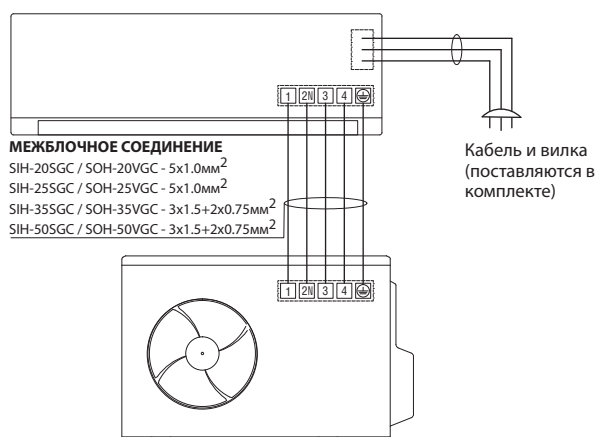 1 2N 3 4
МЕЖБЛОЧНОЕ СОЕДИНЕНИЕ
SIH-20SGC / SOH-20VGC - 5x1.0мм²
SIH-25SGC / SOH-25VGC - 5x1.0мм²
SIH-35SGC / SOH-35VGC - 3x1.5+2x0.75мм²
SIH-50SGC / SOH-50VGC - 3x1.5+2x0.75мм²
Кабель и вилка
(поставляются в
комплекте)
1 2N 3 4